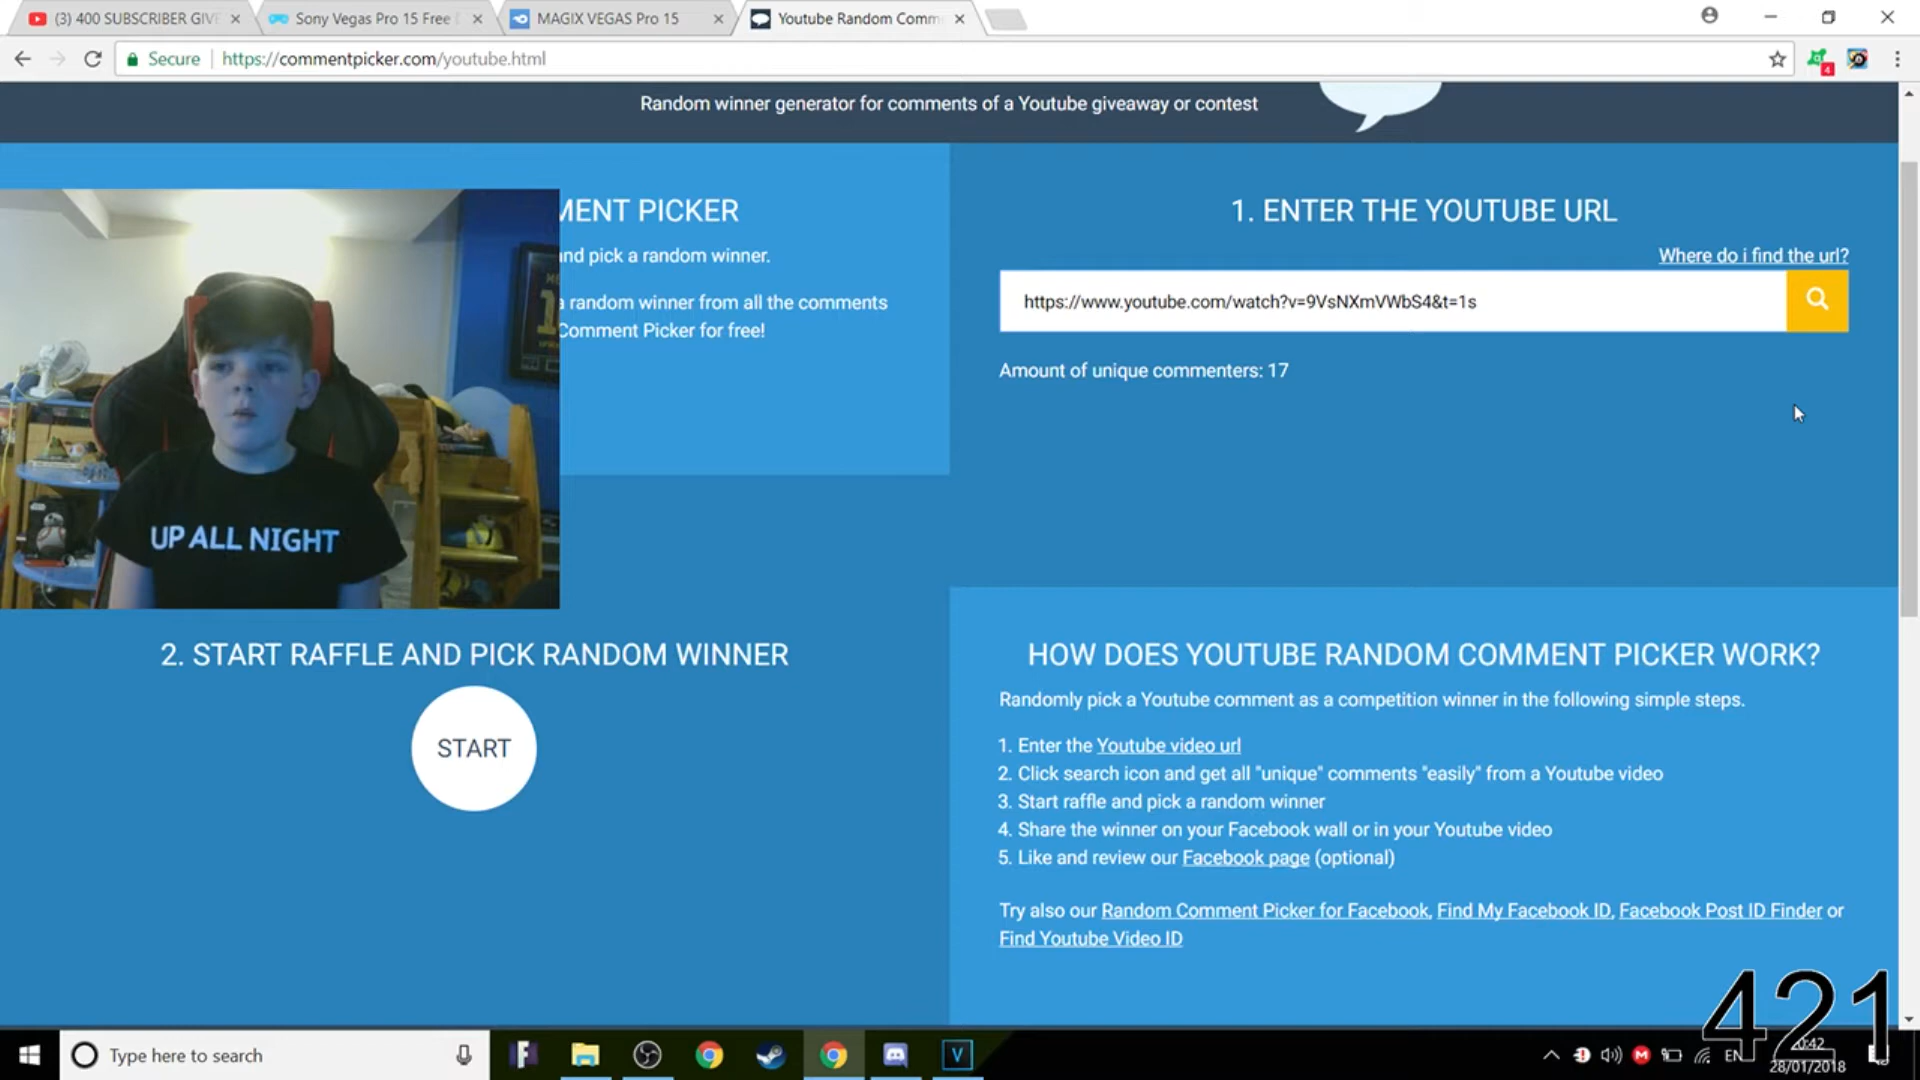 (3) 400 SUBSCRIBER GIVE
Sony Vegas Pro 15 Free
MAGIX VEGAS Pro 15
Youtube Random Comm
Secure
https://commentpicker.com/youtube.html
4
Random winner generator for comments of a Youtube giveaway or contest
MENT PICKER
and pick a random winner.
a random winner from all the comments
Comment Picker for free!
UP ALL NIGHT
1. ENTER THE YOUTUBE URL
Where do i find the url?
https://www.youtube.com/watch?v=9VsNXmVWbS4&t=1s
Amount of unique commenters: 17
2. START RAFFLE AND PICK RANDOM WINNER
START
HOW DOES YOUTUBE RANDOM COMMENT PICKER WORK?
Randomly pick a Youtube comment as a competition winner in the following simple steps.
1. Enter the Youtube video url
2. Click search icon and get all "unique" comments "easily" from a Youtube video
3. Start raffle and pick a random winner
4. Share the winner on your Facebook wall or in your Youtube video
5. Like and review our Facebook page (optional)
Try also our Random Comment Picker for Facebook, Find My Facebook ID, Facebook Post ID Finder or
Find Youtube Video ID
421
Type here to search
20:42
28/01/2018